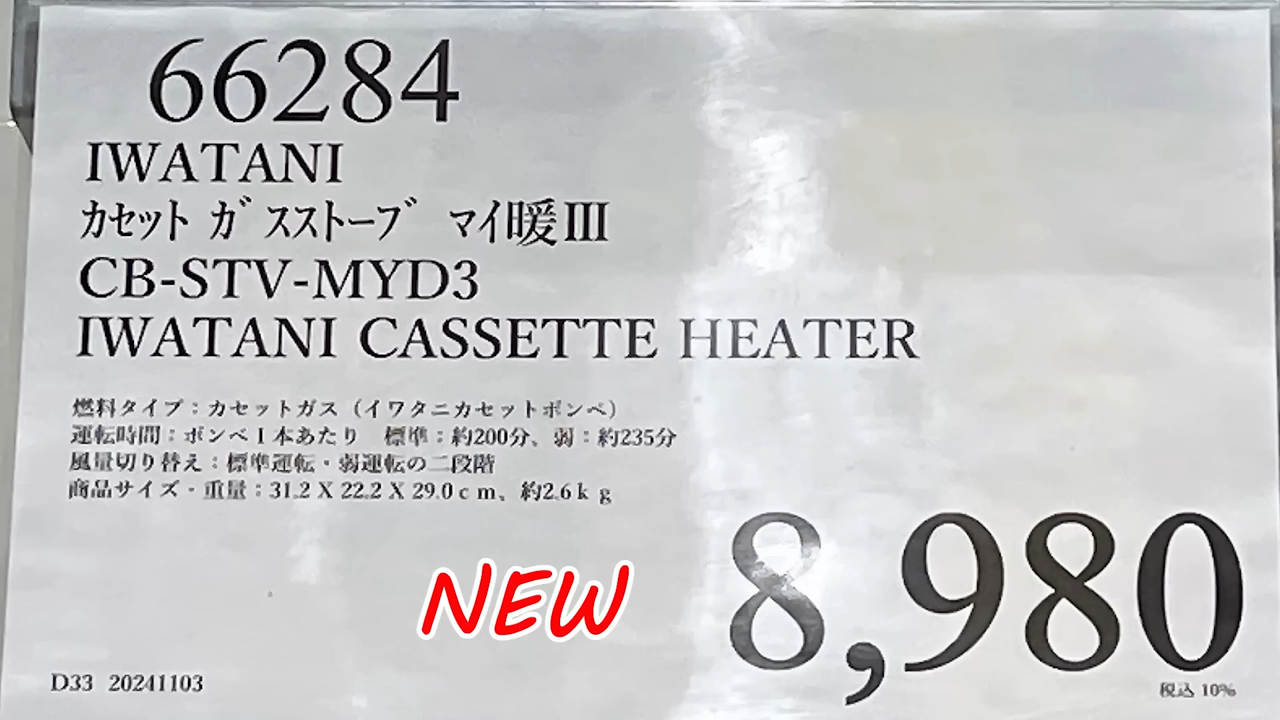 66284
IWATANI
ｶｾｯﾄ ｶﾞｽｽﾄｰﾌﾞ ﾏｲ暖Ⅲ
CB-STV-MYD3
IWATANI CASSETTE HEATER
燃料タイプ：カセットガス（イワタニカセットボンベ）
運転時間：ボンベ１本あたり　標準：約200分、弱：約235分
風量切り替え：標準運転・弱運転の二段階
商品サイズ・重量：31.2 X 22.2 X 29.0ｃｍ、約2.6ｋｇ
NEW
8,980
税込 10%
D33 20241103